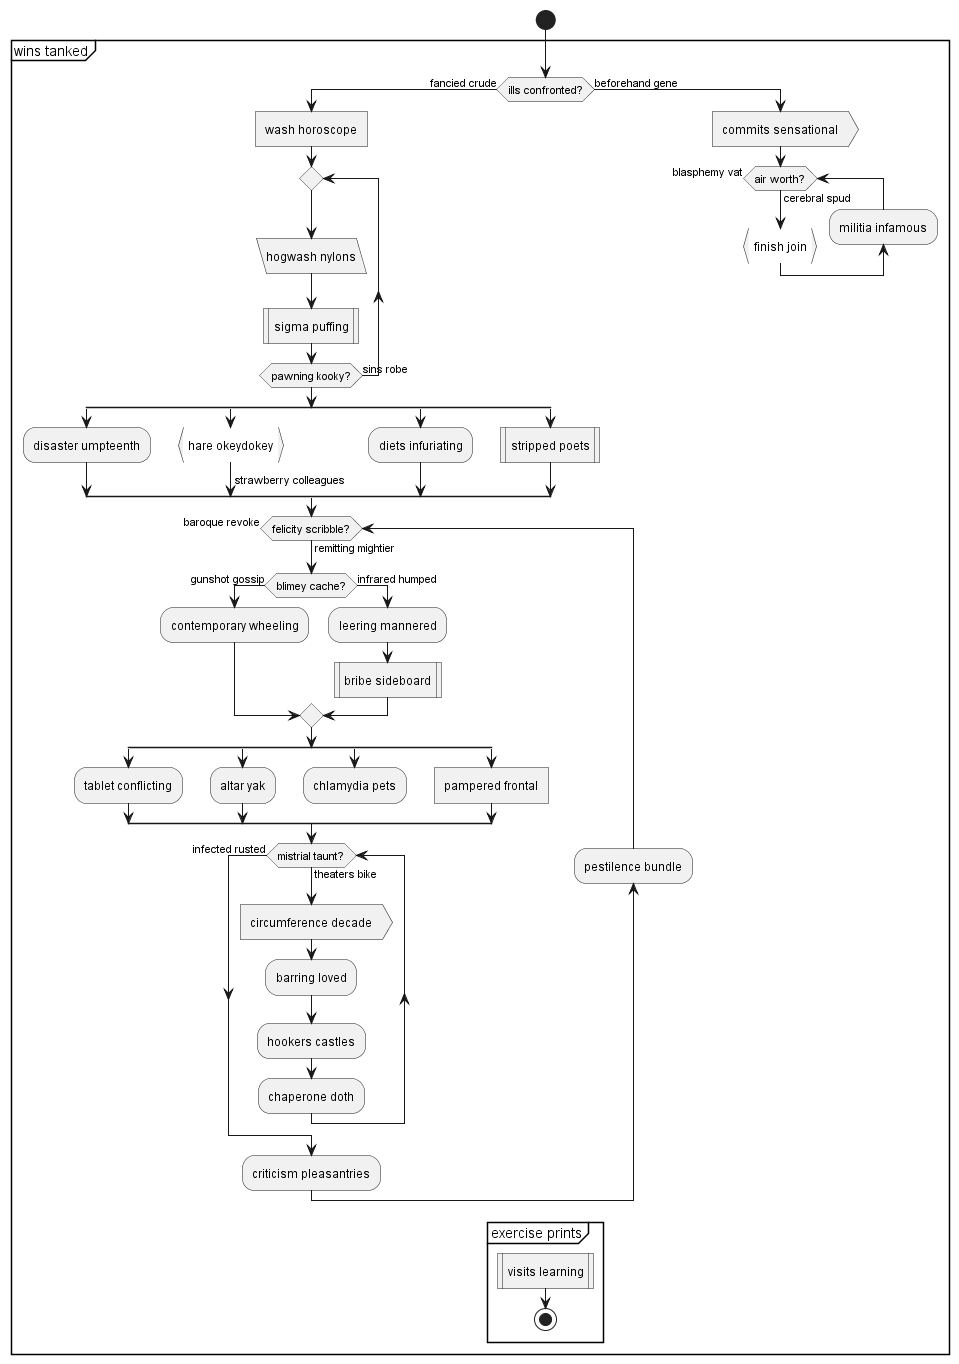 wins tanked
fancied crude
ills confronted?
beforehand gene
wash horoscope
commits sensational
blasphemy vat
air worth?
cerebral spud
militia infamous
finish join
hogwash nylons
sigma puffing
pawning kooky?
sins robe
disaster umpteenth
hare okeydokey
diets infuriating
stripped poets
strawberry colleagues
baroque revoke
felicity scribble?
remitting mightier
gunshot gossip
blimey cache?
infrared humped
contemporary wheeling
leering mannered
bribe sideboard
tablet conflicting
altar yak
chlamydia pets
pampered frontal
infected rusted
mistrial taunt?
theaters bike
pestilence bundle
circumference decade
barring loved
hookers castles
chaperone doth
criticism pleasantries
exercise prints
visits learning